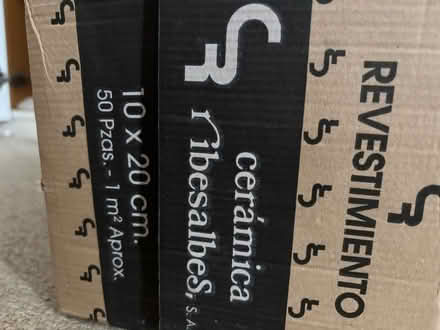 REVESTIMIENTO
cerámica
ribesalbes, S.A.
10 x 20 cm.
50 Pzas.- 1 m² Aprox.